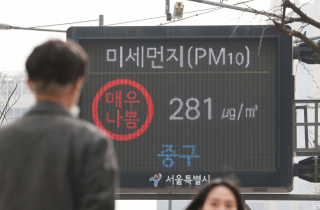 미세먼지(PM10)
매우
나쁨
281 μg/㎥
중구
서울특별시